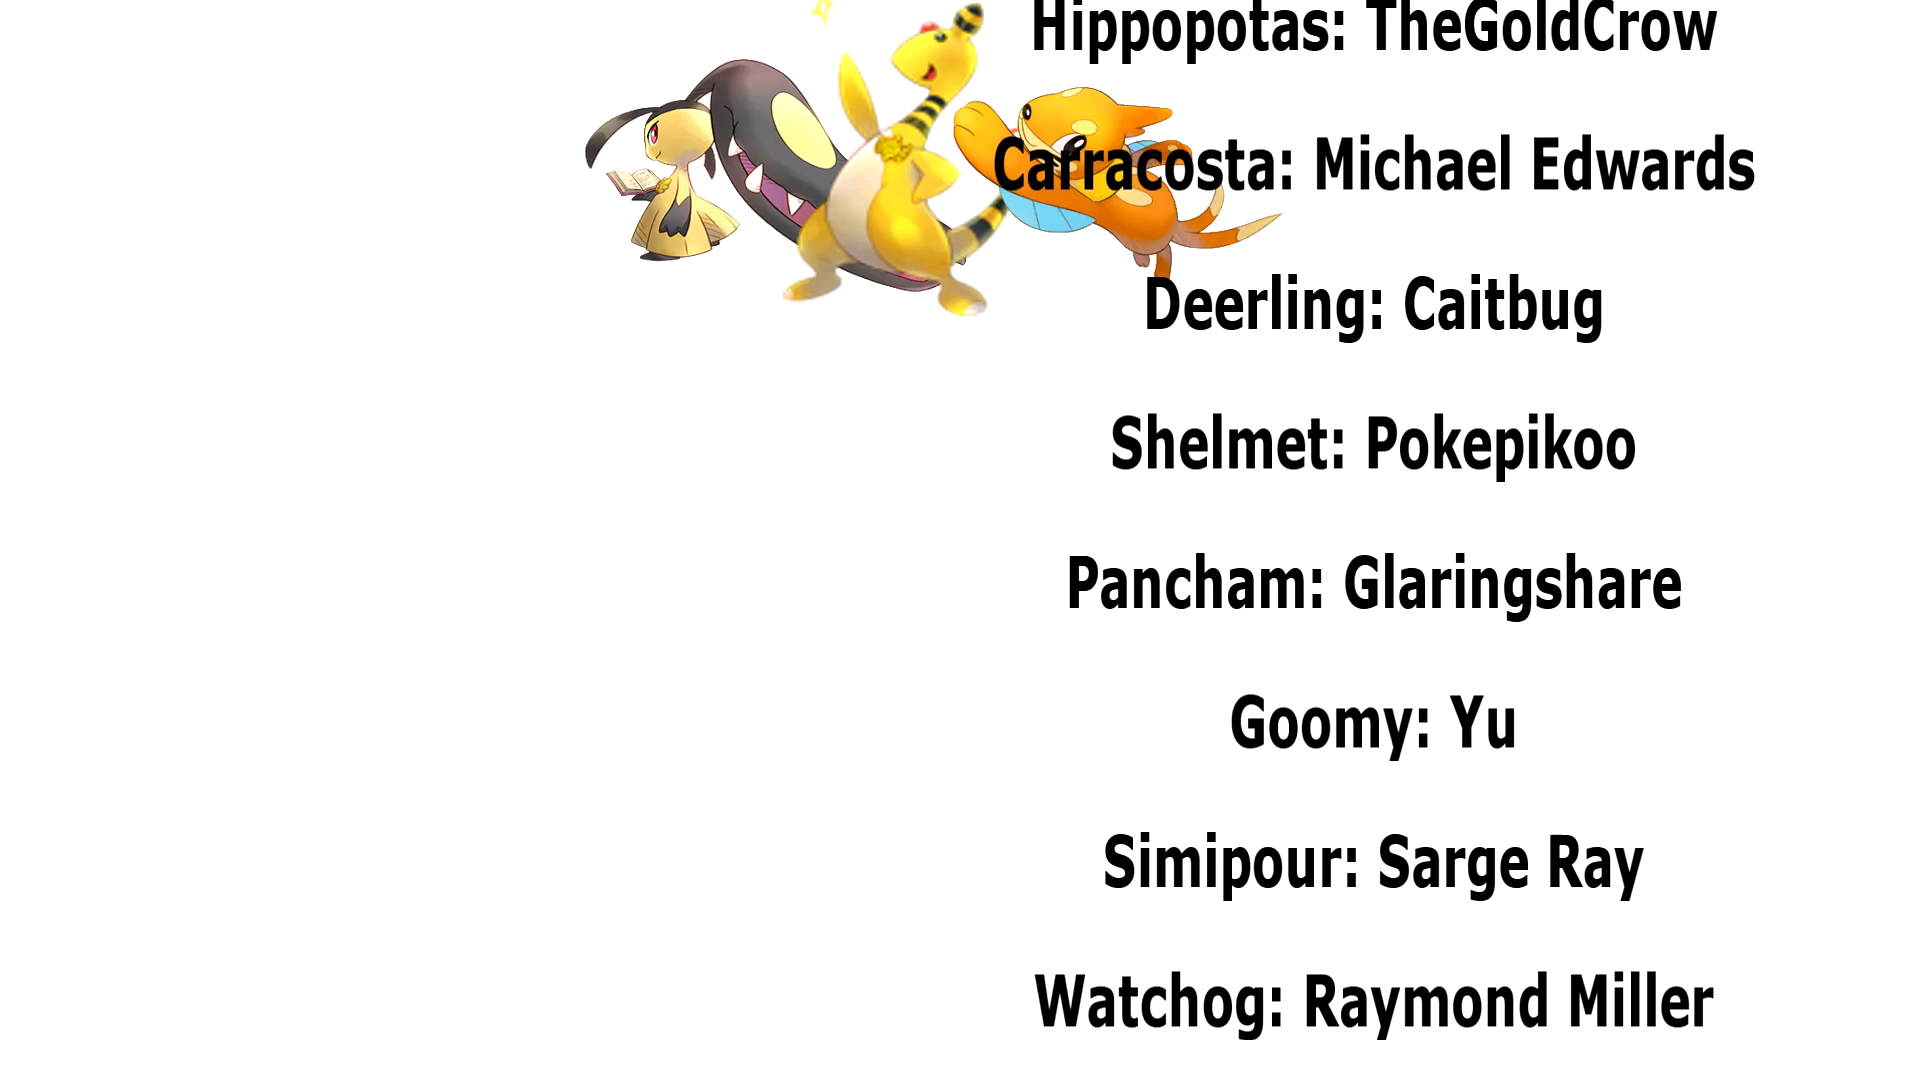 Hippopotas: TheGoldCrow
Carracosta: Michael Edwards
Deerling: Caitbug
Shelmet: Pokepikoo
Pancham: Glaringshare
Goomy: Yu
Simipour: Sarge Ray
Watchog: Raymond Miller